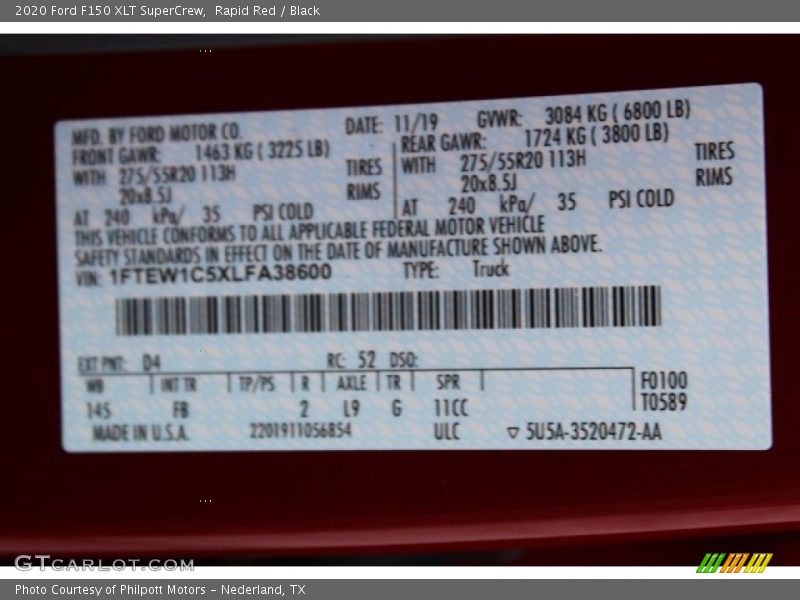 2020 Ford F150 XLT SuperCrew, Rapid Red / Black
MFD. BY FORD MOTOR CO. DATE: 11/19 GVWR: 3084 KG ( 6800 LB)
FRONT GAWR: 1463 KG ( 3225 LB) REAR GAWR: 1724 KG ( 3800 LB)
WITH 275/55R20 113H TIRES WITH 275/55R20 113H TIRES
20x8.5J RIMS 20x8.5J RIMS
AT 240 kPa/ 35 PSI COLD AT 240 kPa/ 35 PSI COLD
THIS VEHICLE CONFORMS TO ALL APPLICABLE FEDERAL MOTOR VEHICLE
SAFETY STANDARDS IN EFFECT ON THE DATE OF MANUFACTURE SHOWN ABOVE.
VIN: 1FTEW1C5XLFA38600 TYPE: Truck
EXT PNT: D4 RC: 52 DSO:
WB INT TR TP/PS R AXLE TR SPR F0100
145 FB 2 L9 G 11CC T0589
MADE IN U.S.A. 2201911056854 ULC ▽ 5U5A-3520472-AA
GTCARLOT.COM
Photo Courtesy of Philpott Motors - Nederland, TX